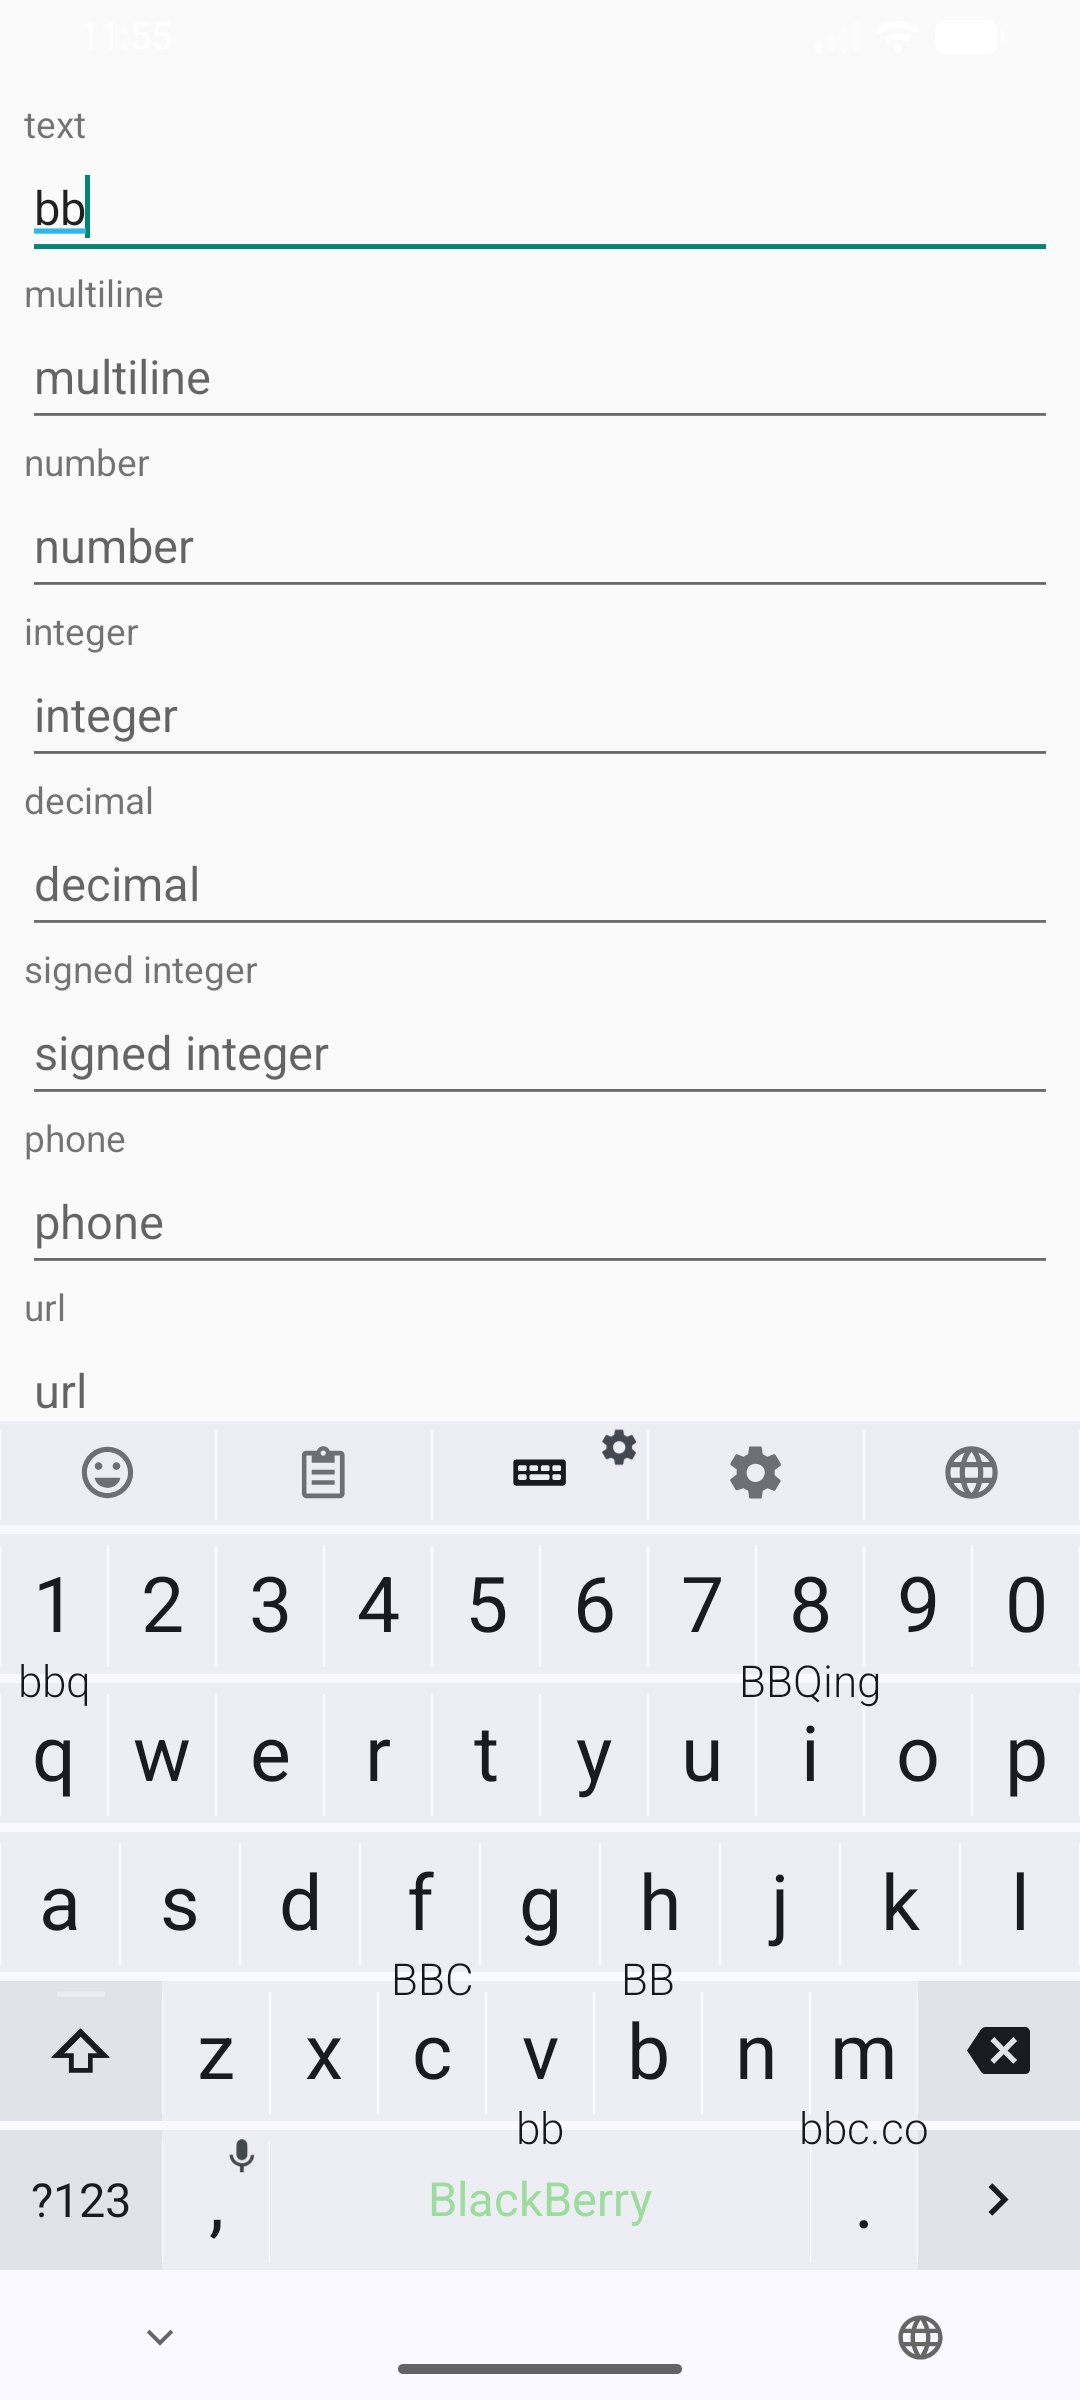 11:55
text
bb
multiline
multiline
number
number
integer
integer
decimal
decimal
signed integer
signed integer
phone
phone
url
url
1 2 3 4 5 6 7 8 9 0
bbq BBQing
q w e r t y u i o p
a s d f g h j k l
BBC BB
z x c v b n m
bb bbc.co
?123 , BlackBerry .